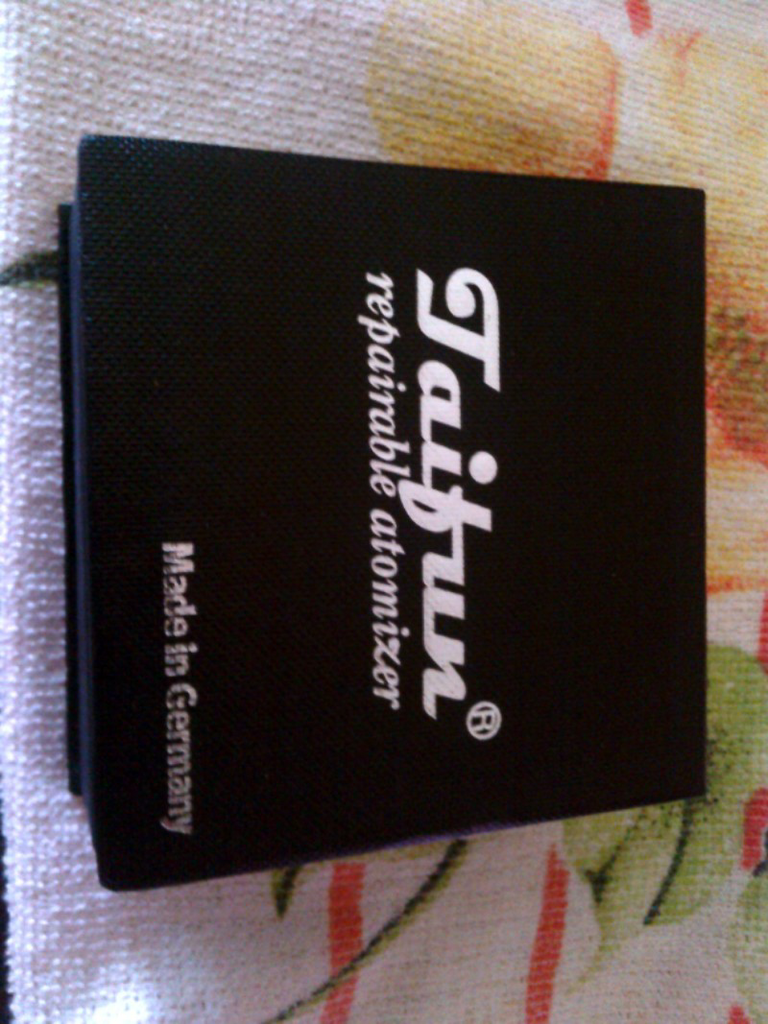 Taifun®
repairable atomizer
Made in Germany